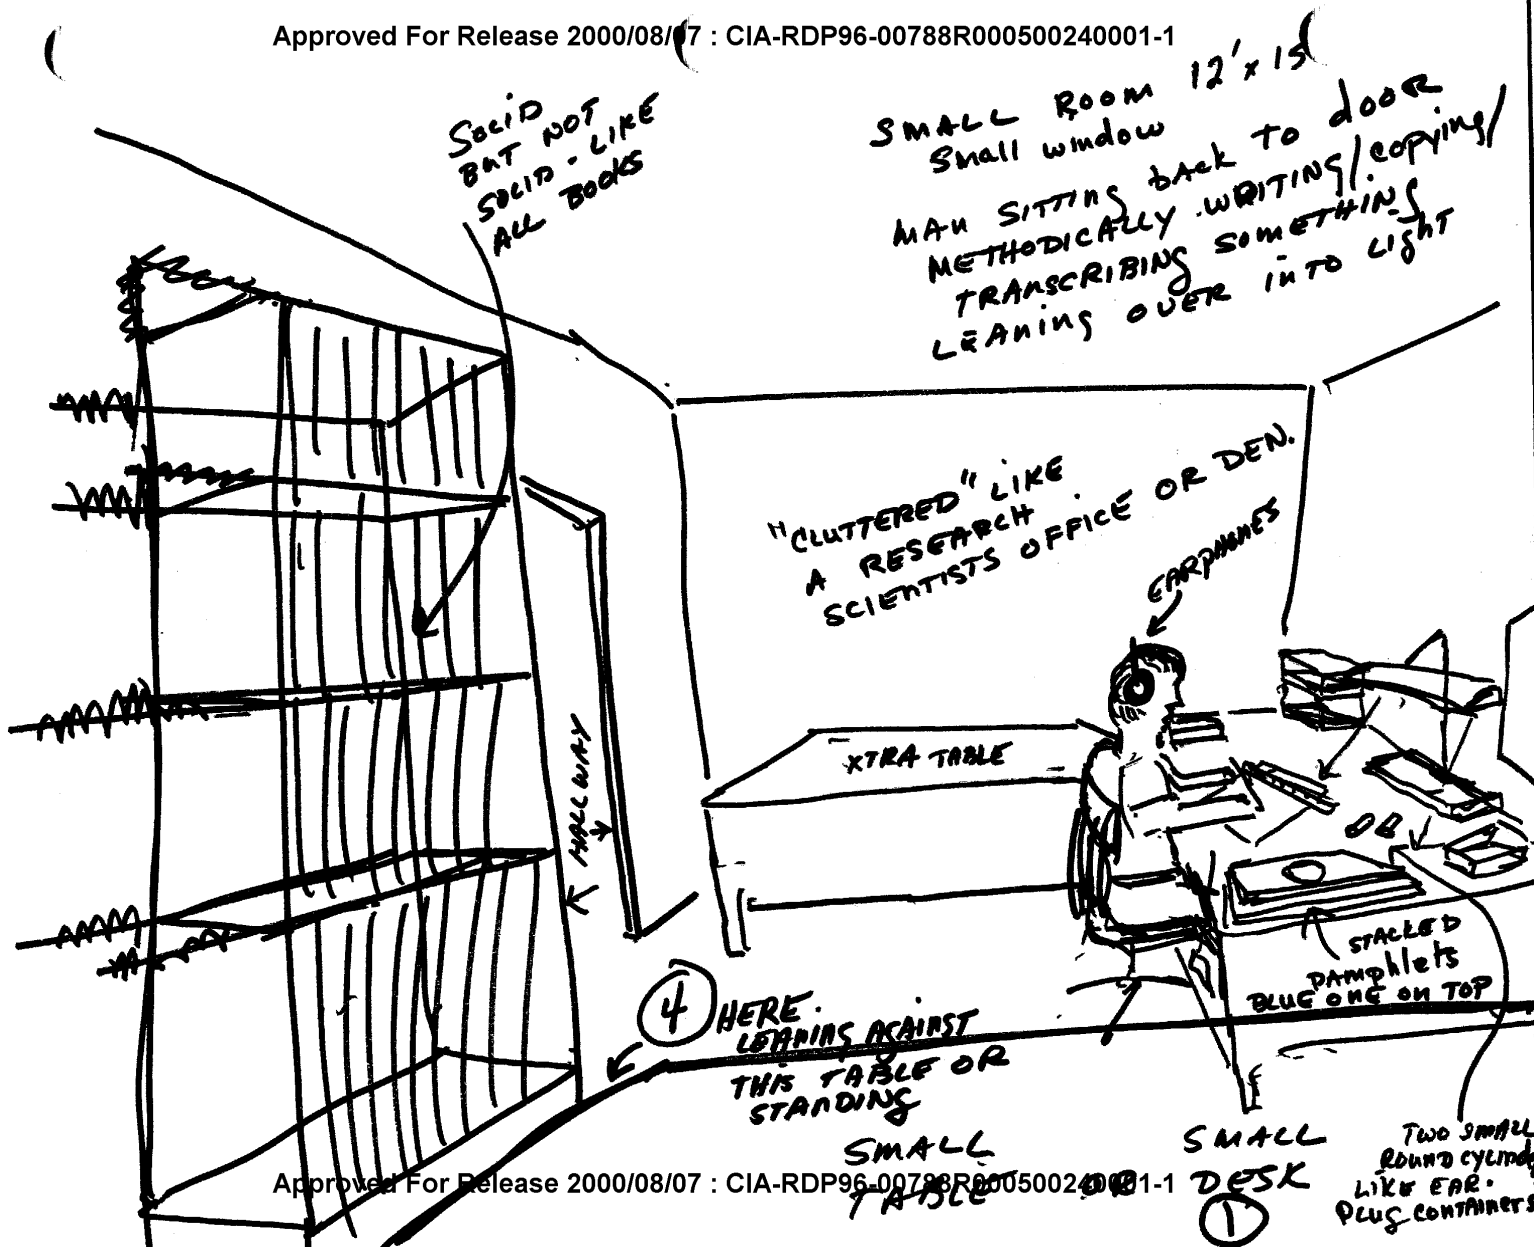 Approved For Release 2000/08/07 : CIA-RDP96-00788R000500240001-1
SMALL ROOM 12' x 15
Small window
MAN SITTING bACK TO dOOR
METHODICALLY WRITING/copying/
TRANSCRIBING SOMETHING
LEANING OVER INTO LIGHT
SOLID
BUT NOT
SOLID - LIKE
ALL BOOKS
"CLUTTERED" LIKE
A RESEARCH
SCIENTISTS OFFICE OR DEN.
EARPHONES
XTRA TABLE
HALLWAY
STACKED
PAMphlets
BLUE ONE ON TOP
4 HERE.
LEANING AGAINST
THIS TABLE OR
STANDING
SMALL
TABLE OR
SMALL
DESK
1
TWO SMALL
ROUND CYLINd
LIKE EAR.
PLUG CONTAINERS
Approved For Release 2000/08/07 : CIA-RDP96-00788R000500240001-1